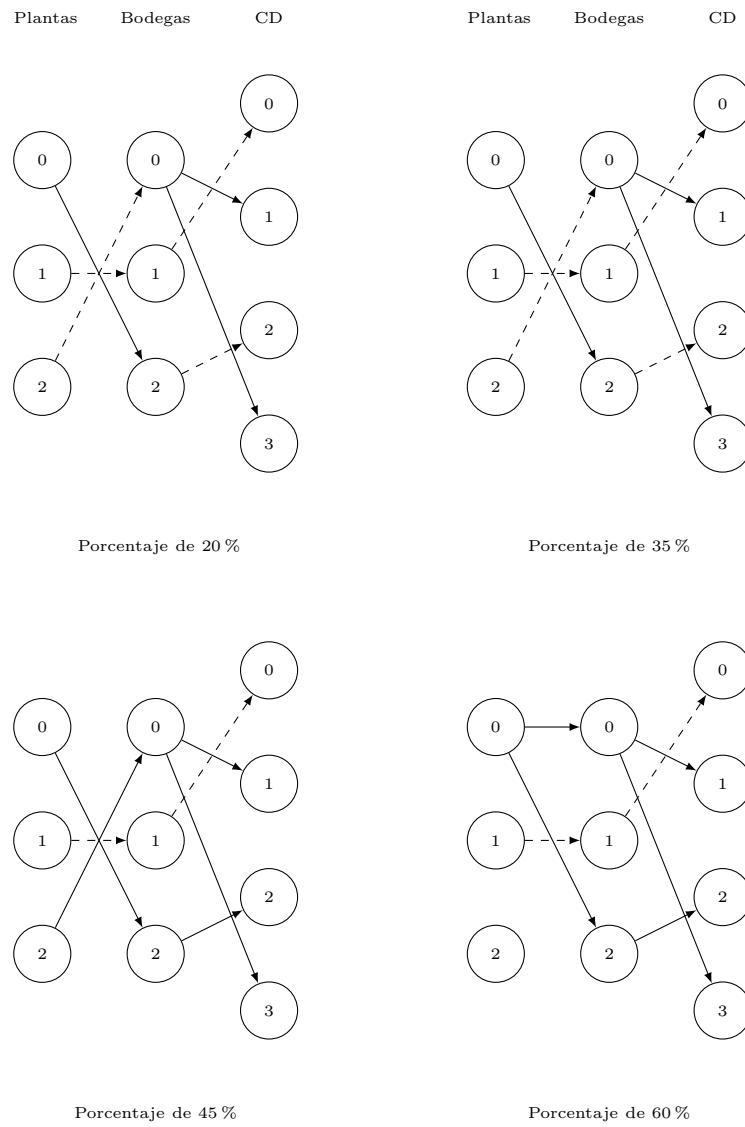 Plantas Bodegas CD Plantas Bodegas CD
0 0
0 0 0 0
1 1
1 1 1 1
2 2
2 2 2 2
3 3
Porcentaje de 20 % Porcentaje de 35 %
0 0
0 0 0 0
1 1
1 1 1 1
2 2
2 2 2 2
3 3
Porcentaje de 45 % Porcentaje de 60 %